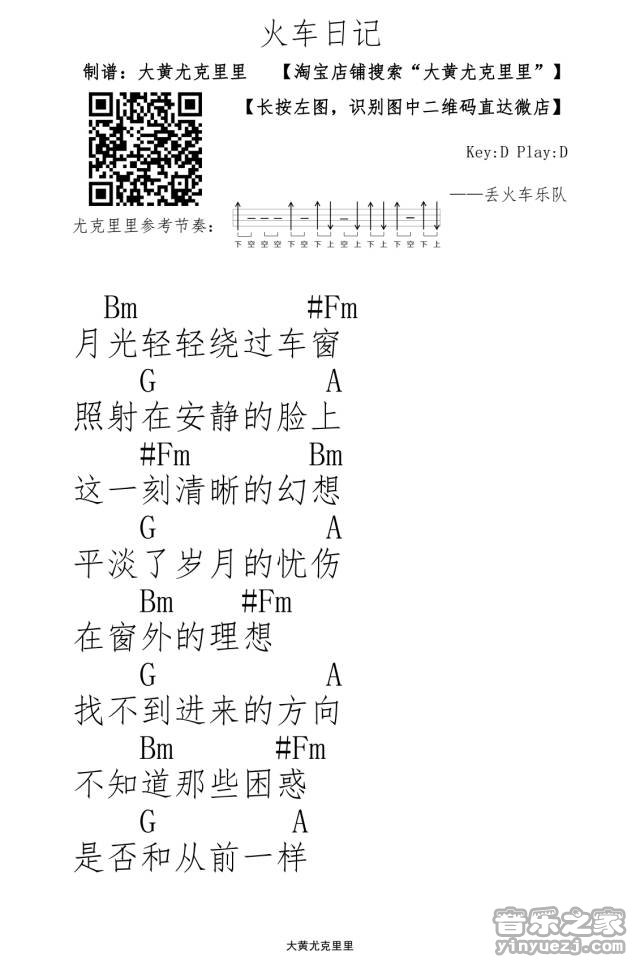 火车日记
制谱：大黄尤克里里 【淘宝店铺搜索“大黄尤克里里”】
【长按左图，识别图中二维码直达微店】
Key:D Play:D
——丢火车乐队
尤克里里参考节奏：
下 空 空 空 下 空 下 上 空 上 下 上 下 空 下 上
Bm #Fm
月光轻轻绕过车窗
G A
照射在安静的脸上
#Fm Bm
这一刻清晰的幻想
G A
平淡了岁月的忧伤
Bm #Fm
在窗外的理想
G A
找不到进来的方向
Bm #Fm
不知道那些困惑
G A
是否和从前一样
大黄尤克里里
音乐之家
yinyuezj.com